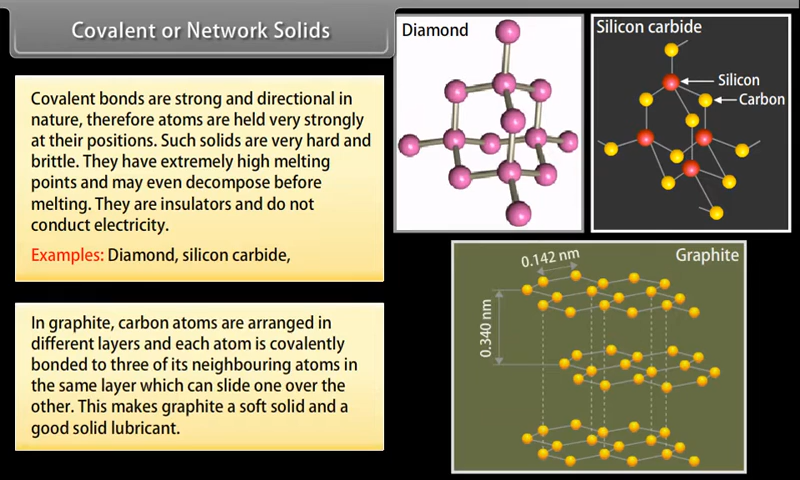 Covalent or Network Solids
Covalent bonds are strong and directional in
nature, therefore atoms are held very strongly
at their positions. Such solids are very hard and
brittle. They have extremely high melting
points and may even decompose before
melting. They are insulators and do not
conduct electricity.
Examples: Diamond, silicon carbide,
In graphite, carbon atoms are arranged in
different layers and each atom is covalently
bonded to three of its neighbouring atoms in
the same layer which can slide one over the
other. This makes graphite a soft solid and a
good solid lubricant.
Diamond
Silicon carbide
Silicon
Carbon
Graphite
0.142 nm
0.340 nm